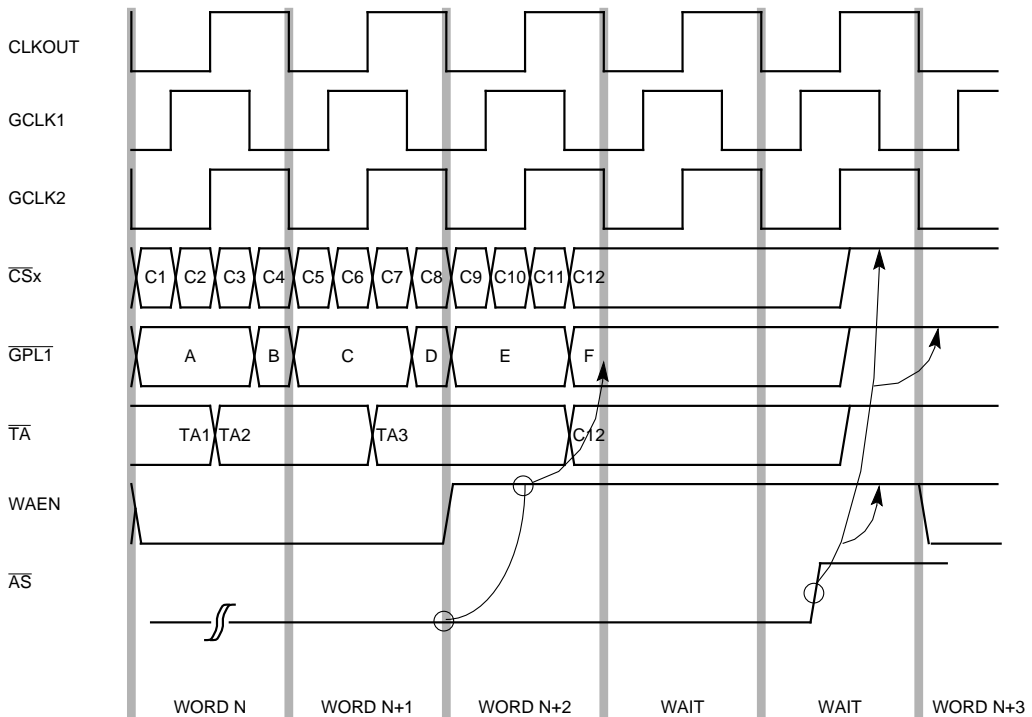 CLKOUT
GCLK1
GCLK2
CSx C1 C2 C3 C4 C5 C6 C7 C8 C9 C10 C11 C12
GPL1 A B C D E F
TA TA1 TA2 TA3 C12
WAEN
AS
WORD N WORD N+1 WORD N+2 WAIT WAIT WORD N+3